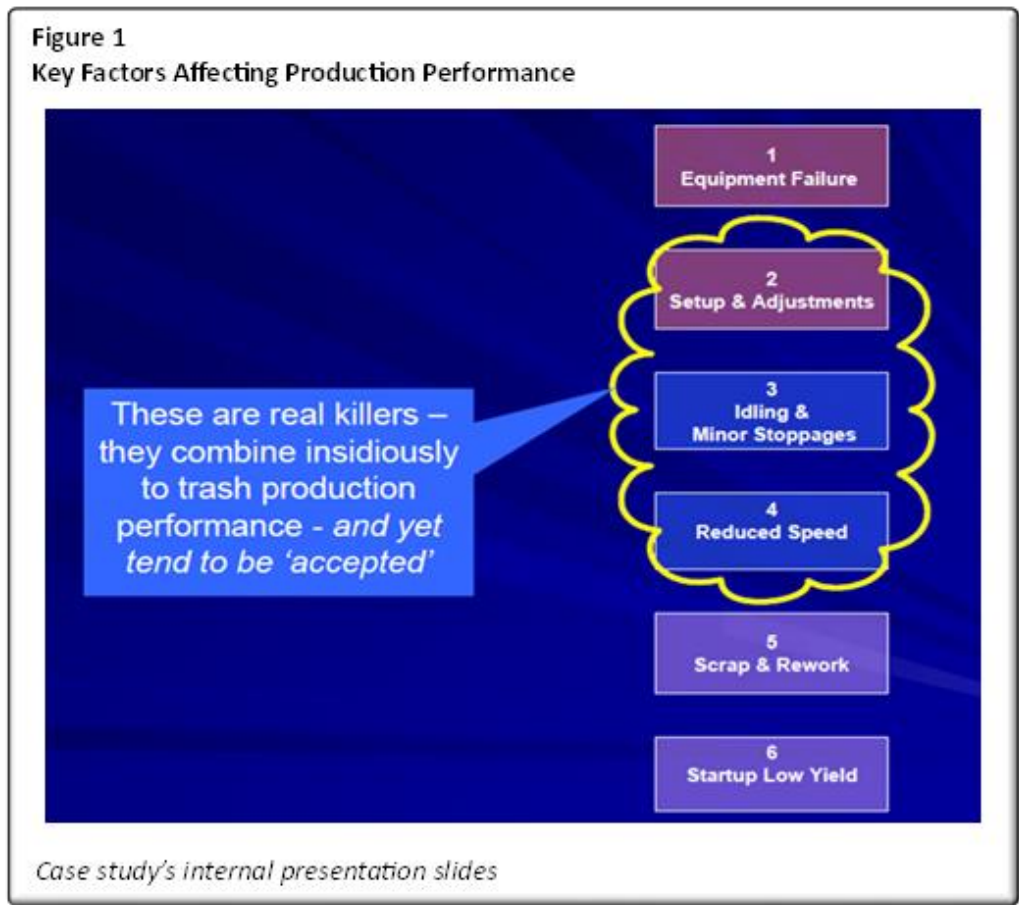 Figure 1
Key Factors Affecting Production Performance
1
Equipment Failure
2
Setup & Adjustments
3
Idling &
Minor Stoppages
4
Reduced Speed
5
Scrap & Rework
6
Startup Low Yield
These are real killers –
they combine insidiously
to trash production
performance - and yet
tend to be ‘accepted’
Case study's internal presentation slides